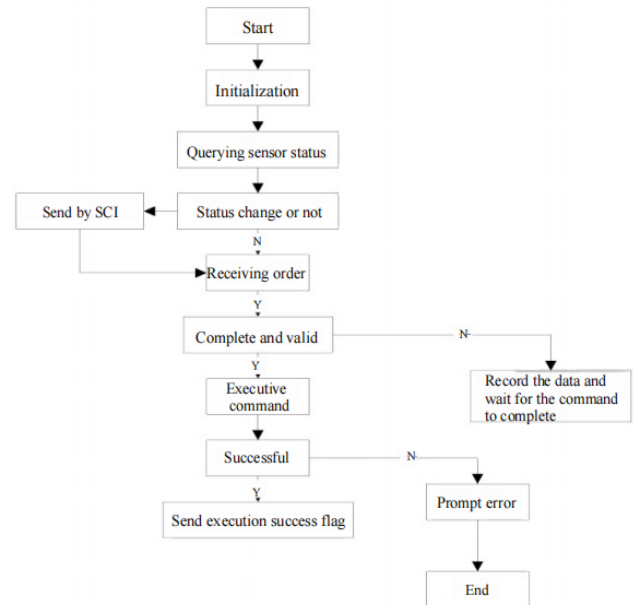 Start
Initialization
Querying sensor status
Send by SCI
Status change or not
N
Receiving order
Y
Complete and valid
N
Y
Record the data and
wait for the command
to complete
Executive
command
Successful
N
Y
Send execution success flag
Prompt error
End